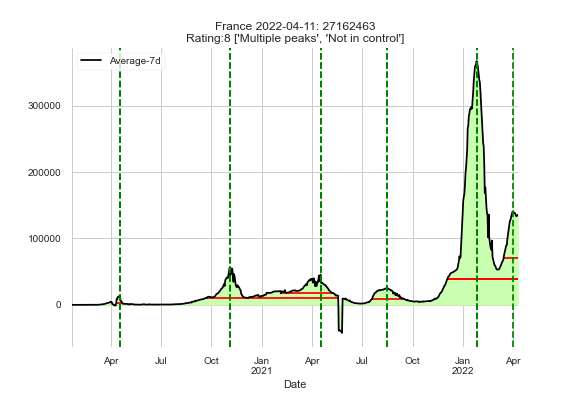 France 2022-04-11: 27162463
Rating:8 ['Multiple peaks', 'Not in control']
Average-7d
300000
200000
100000
0
Apr Jul Oct Jan Apr Jul Oct Jan Apr
2021 2022
Date